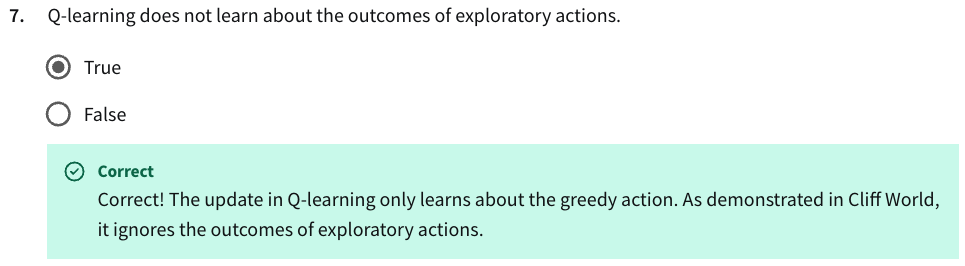 7. Q-learning does not learn about the outcomes of exploratory actions.
True
False
Correct
Correct! The update in Q-learning only learns about the greedy action. As demonstrated in Cliff World,
it ignores the outcomes of exploratory actions.